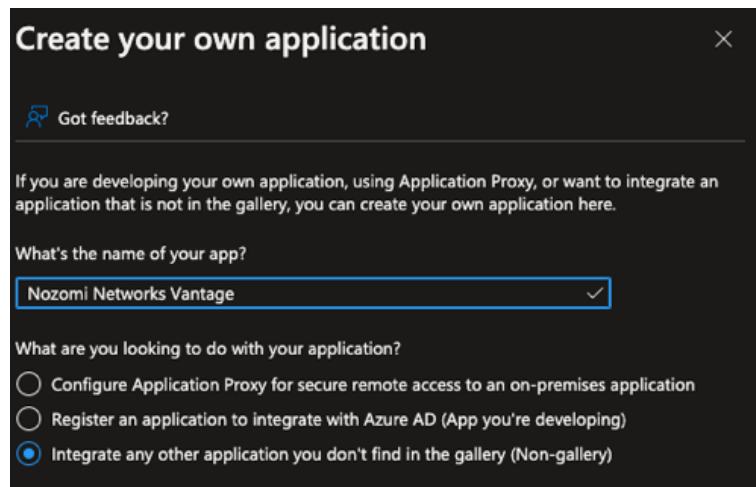 Create your own application
Got feedback?
If you are developing your own application, using Application Proxy, or want to integrate an
application that is not in the gallery, you can create your own application here.
What's the name of your app?
Nozomi Networks Vantage
What are you looking to do with your application?
Configure Application Proxy for secure remote access to an on-premises application
Register an application to integrate with Azure AD (App you're developing)
Integrate any other application you don't find in the gallery (Non-gallery)